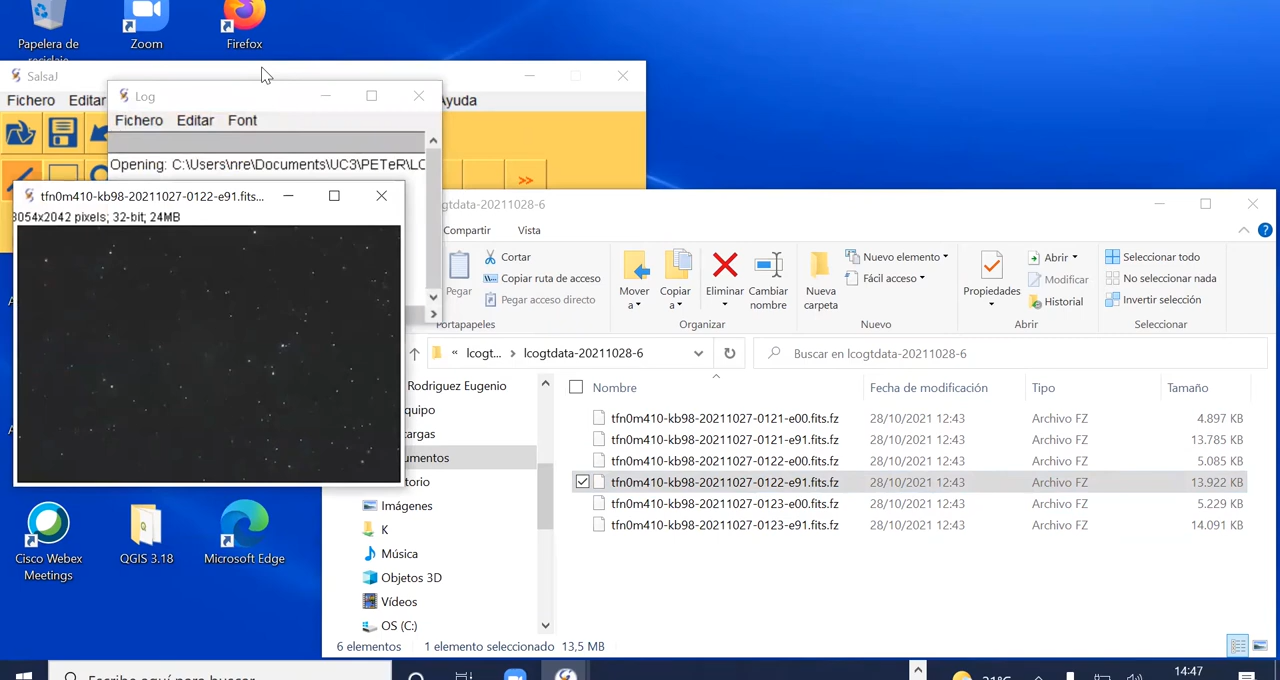 Papelera de
reciclaje
Zoom
Firefox
SalsaJ
Fichero Editar
Ayuda
>>
Log
Fichero Editar Font
Opening: C:\Users\nre\Documents\UC3\PETeR\LC
tfn0m410-kb98-20211027-0122-e91.fits...
3054x2042 pixels; 32-bit; 24MB
Cisco Webex
Meetings
QGIS 3.18
Microsoft Edge
gtdata-20211028-6
Compartir Vista
Pegar
Cortar
Copiar ruta de acceso
Pegar acceso directo
Portapapeles
Mover
a
Copiar
a
Eliminar
Cambiar
nombre
Organizar
Nueva
carpeta
Nuevo elemento
Fácil acceso
Nuevo
Propiedades
Abrir
Modificar
Historial
Abrir
Seleccionar todo
No seleccionar nada
Invertir selección
Seleccionar
« lcogt... > lcogtdata-20211028-6
Buscar en lcogtdata-20211028-6
Rodriguez Eugenio
quipo
cargas
umentos
itorio
Imágenes
K
Música
Objetos 3D
Vídeos
OS (C:)
Nombre Fecha de modificación Tipo Tamaño
tfn0m410-kb98-20211027-0121-e00.fits.fz 28/10/2021 12:43 Archivo FZ 4.897 KB
tfn0m410-kb98-20211027-0121-e91.fits.fz 28/10/2021 12:43 Archivo FZ 13.785 KB
tfn0m410-kb98-20211027-0122-e00.fits.fz 28/10/2021 12:43 Archivo FZ 5.085 KB
tfn0m410-kb98-20211027-0122-e91.fits.fz 28/10/2021 12:43 Archivo FZ 13.922 KB
tfn0m410-kb98-20211027-0123-e00.fits.fz 28/10/2021 12:43 Archivo FZ 5.229 KB
tfn0m410-kb98-20211027-0123-e91.fits.fz 28/10/2021 12:43 Archivo FZ 14.091 KB
6 elementos 1 elemento seleccionado 13,5 MB
Escribe aquí para buscar
21°C
14:47